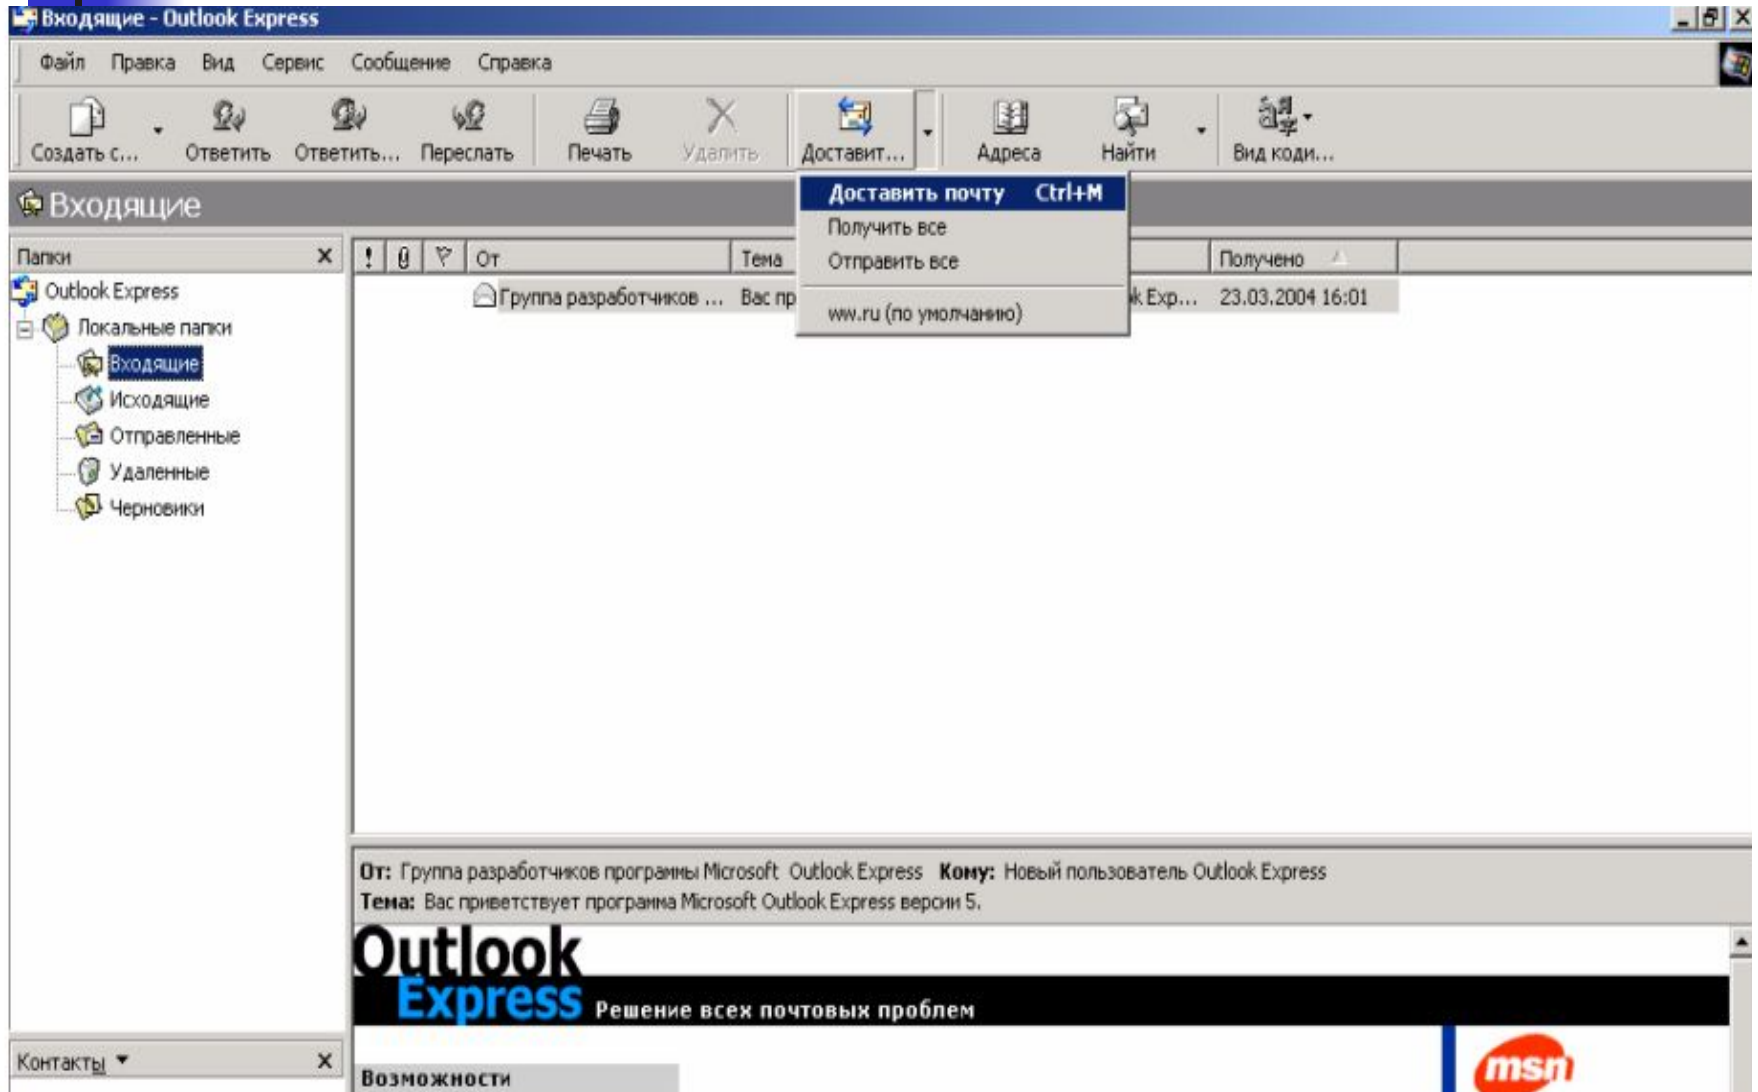 Входящие - Outlook Express
Файл Правка Вид Сервис Сообщение Справка
Создать с... Ответить Ответить... Переслать Печать Удалить Доставит... Адреса Найти Вид коди...
Входящие
Доставить почту Ctrl+M
Получить все
Отправить все
ww.ru (по умолчанию)
Папки
Outlook Express
Локальные папки
Входящие
Исходящие
Отправленные
Удаленные
Черновики
! От Тема Получено
Группа разработчиков ... Вас пр k Exp... 23.03.2004 16:01
От: Группа разработчиков программы Microsoft Outlook Express Кому: Новый пользователь Outlook Express
Тема: Вас приветствует программа Microsoft Outlook Express версии 5.
Outlook
Express Решение всех почтовых проблем
msn
Контакты
Возможности